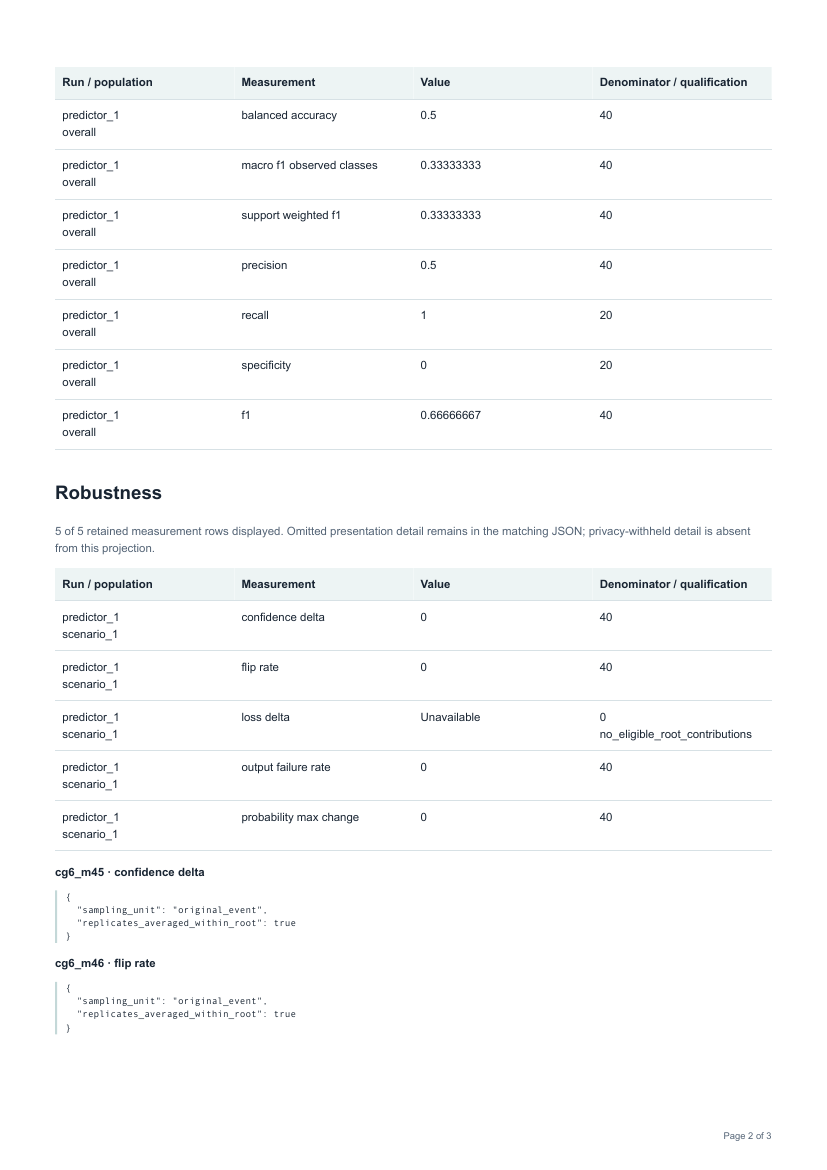 Run / population Measurement Value Denominator / qualification
predictor_1 balanced accuracy 0.5 40
overall
predictor_1 macro f1 observed classes 0.33333333 40
overall
predictor_1 support weighted f1 0.33333333 40
overall
predictor_1 precision 0.5 40
overall
predictor_1 recall 1 20
overall
predictor_1 specificity 0 20
overall
predictor_1 f1 0.66666667 40
overall
Robustness
5 of 5 retained measurement rows displayed. Omitted presentation detail remains in the matching JSON; privacy-withheld detail is absent
from this projection.
Run / population Measurement Value Denominator / qualification
predictor_1 confidence delta 0 40
scenario_1
predictor_1 flip rate 0 40
scenario_1
predictor_1 loss delta Unavailable 0
scenario_1 no_eligible_root_contributions
predictor_1 output failure rate 0 40
scenario_1
predictor_1 probability max change 0 40
scenario_1
cg6_m45 · confidence delta
{
"sampling_unit": "original_event",
"replicates_averaged_within_root": true
}
cg6_m46 · flip rate
{
"sampling_unit": "original_event",
"replicates_averaged_within_root": true
}
Page 2 of 3